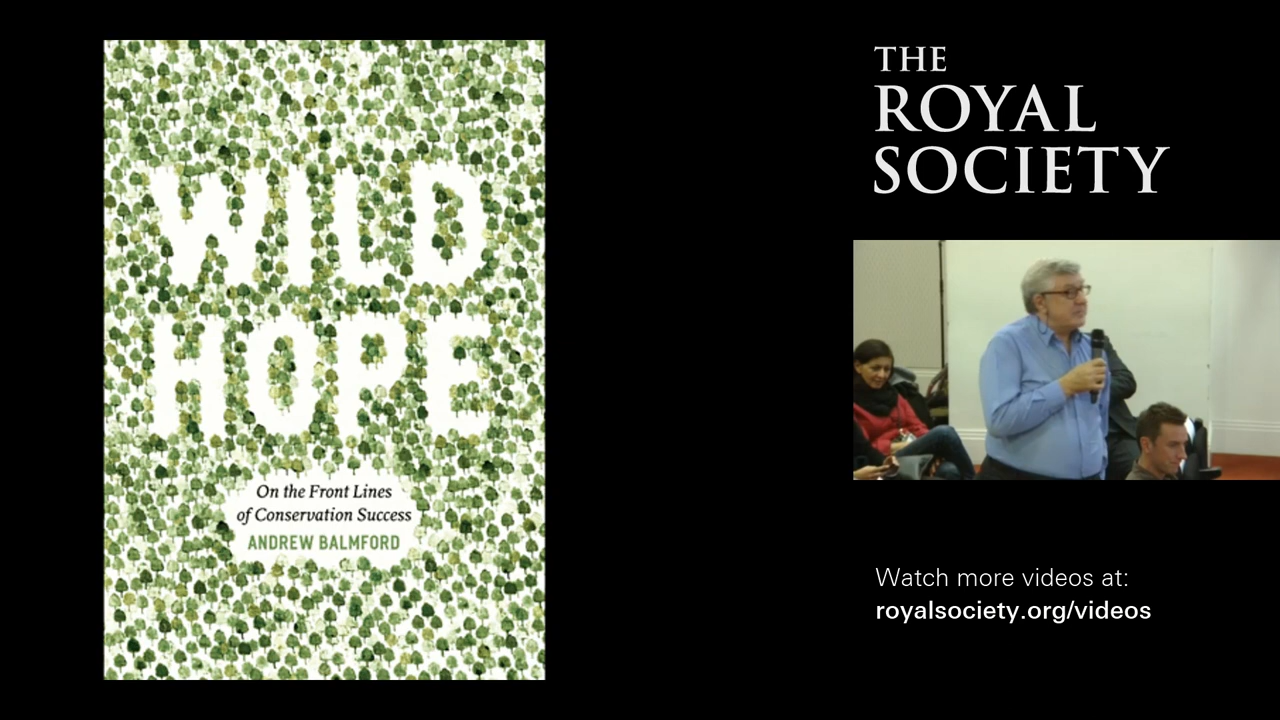 WILD
HOPE
On the Front Lines
of Conservation Success
ANDREW BALMFORD
THE
ROYAL
SOCIETY
Watch more videos at:
royalsociety.org/videos